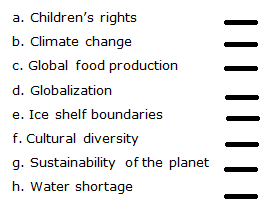 a. Children's rights
b. Climate change
c. Global food production
d. Globalization
e. Ice shelf boundaries
f. Cultural diversity
g. Sustainability of the planet
h. Water shortage